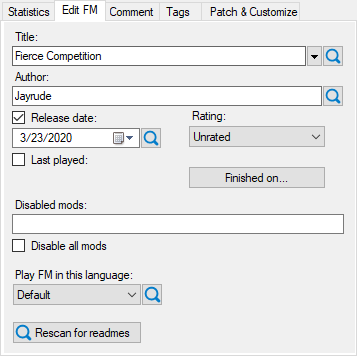 Statistics Edit FM Comment Tags Patch & Customize
Title:
Fierce Competition
Author:
Jayrude
Release date: Rating:
3/23/2020 Unrated
Last played:
Finished on...
Disabled mods:
Disable all mods
Play FM in this language:
Default
Rescan for readmes